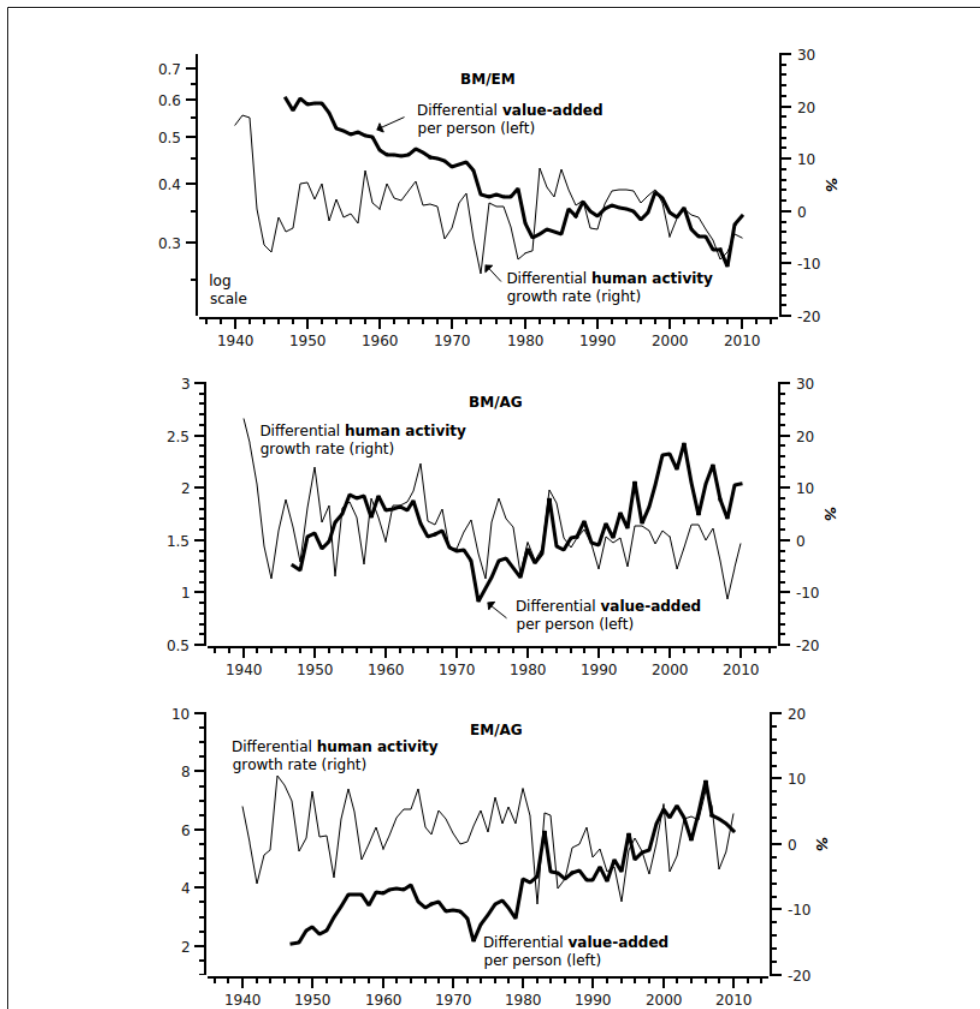 BM/EM
0.7
0.6
0.5
0.4
0.3
30
20
10
0
-10
-20
%
Differential value-added
per person (left)
Differential human activity
growth rate (right)
log
scale
1940 1950 1960 1970 1980 1990 2000 2010
BM/AG
3
2.5
2
1.5
1
0.5
30
20
10
0
-10
-20
%
Differential human activity
growth rate (right)
Differential value-added
per person (left)
1940 1950 1960 1970 1980 1990 2000 2010
EM/AG
10
8
6
4
2
20
10
0
-10
-20
%
Differential human activity
growth rate (right)
Differential value-added
per person (left)
1940 1950 1960 1970 1980 1990 2000 2010